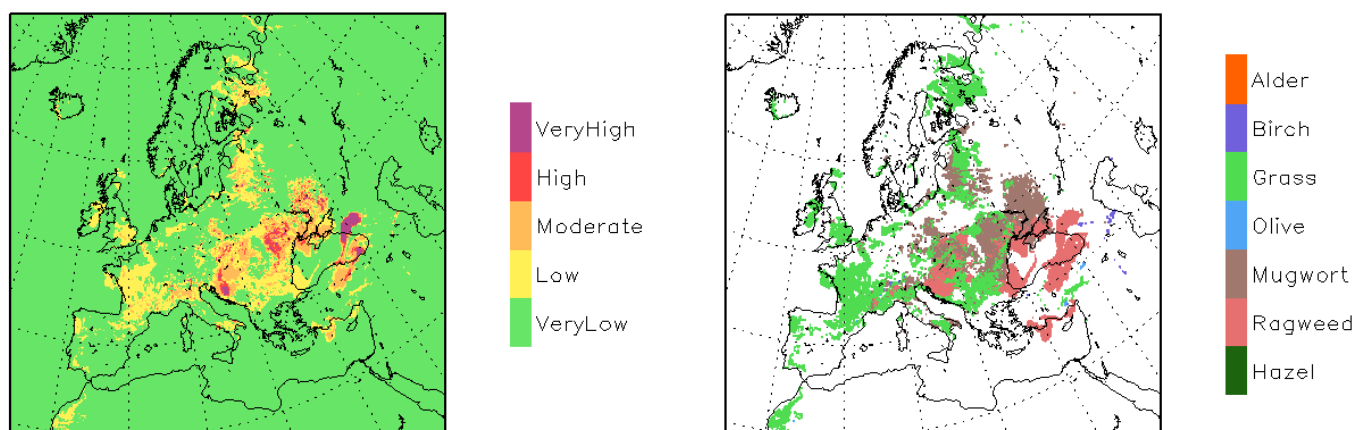 VeryHigh
High
Moderate
Low
VeryLow
Alder
Birch
Grass
Olive
Mugwort
Ragweed
Hazel